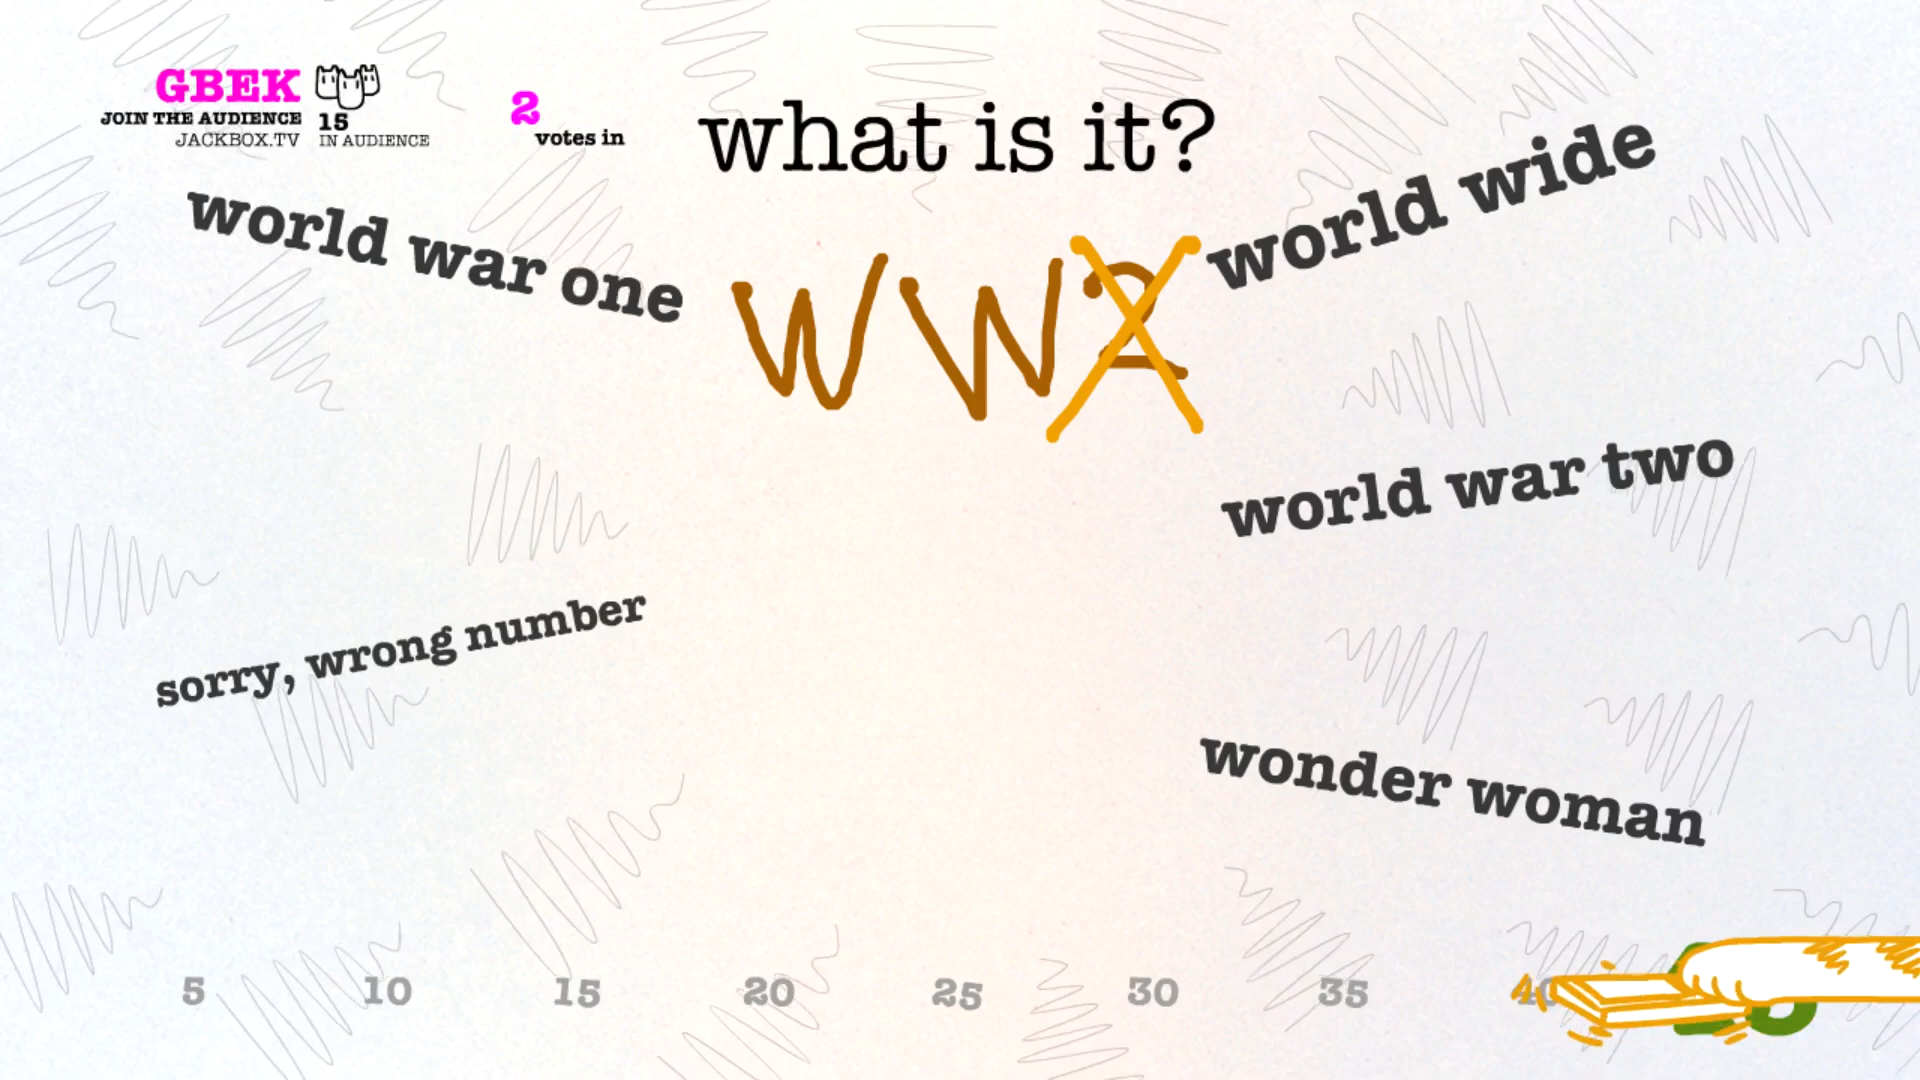 GBEK
JOIN THE AUDIENCE
JACKBOX.TV
15
IN AUDIENCE
2
votes in
what is it?
world war one
world wide
WW2
world war two
sorry, wrong number
wonder woman
5 10 15 20 25 30 35 40